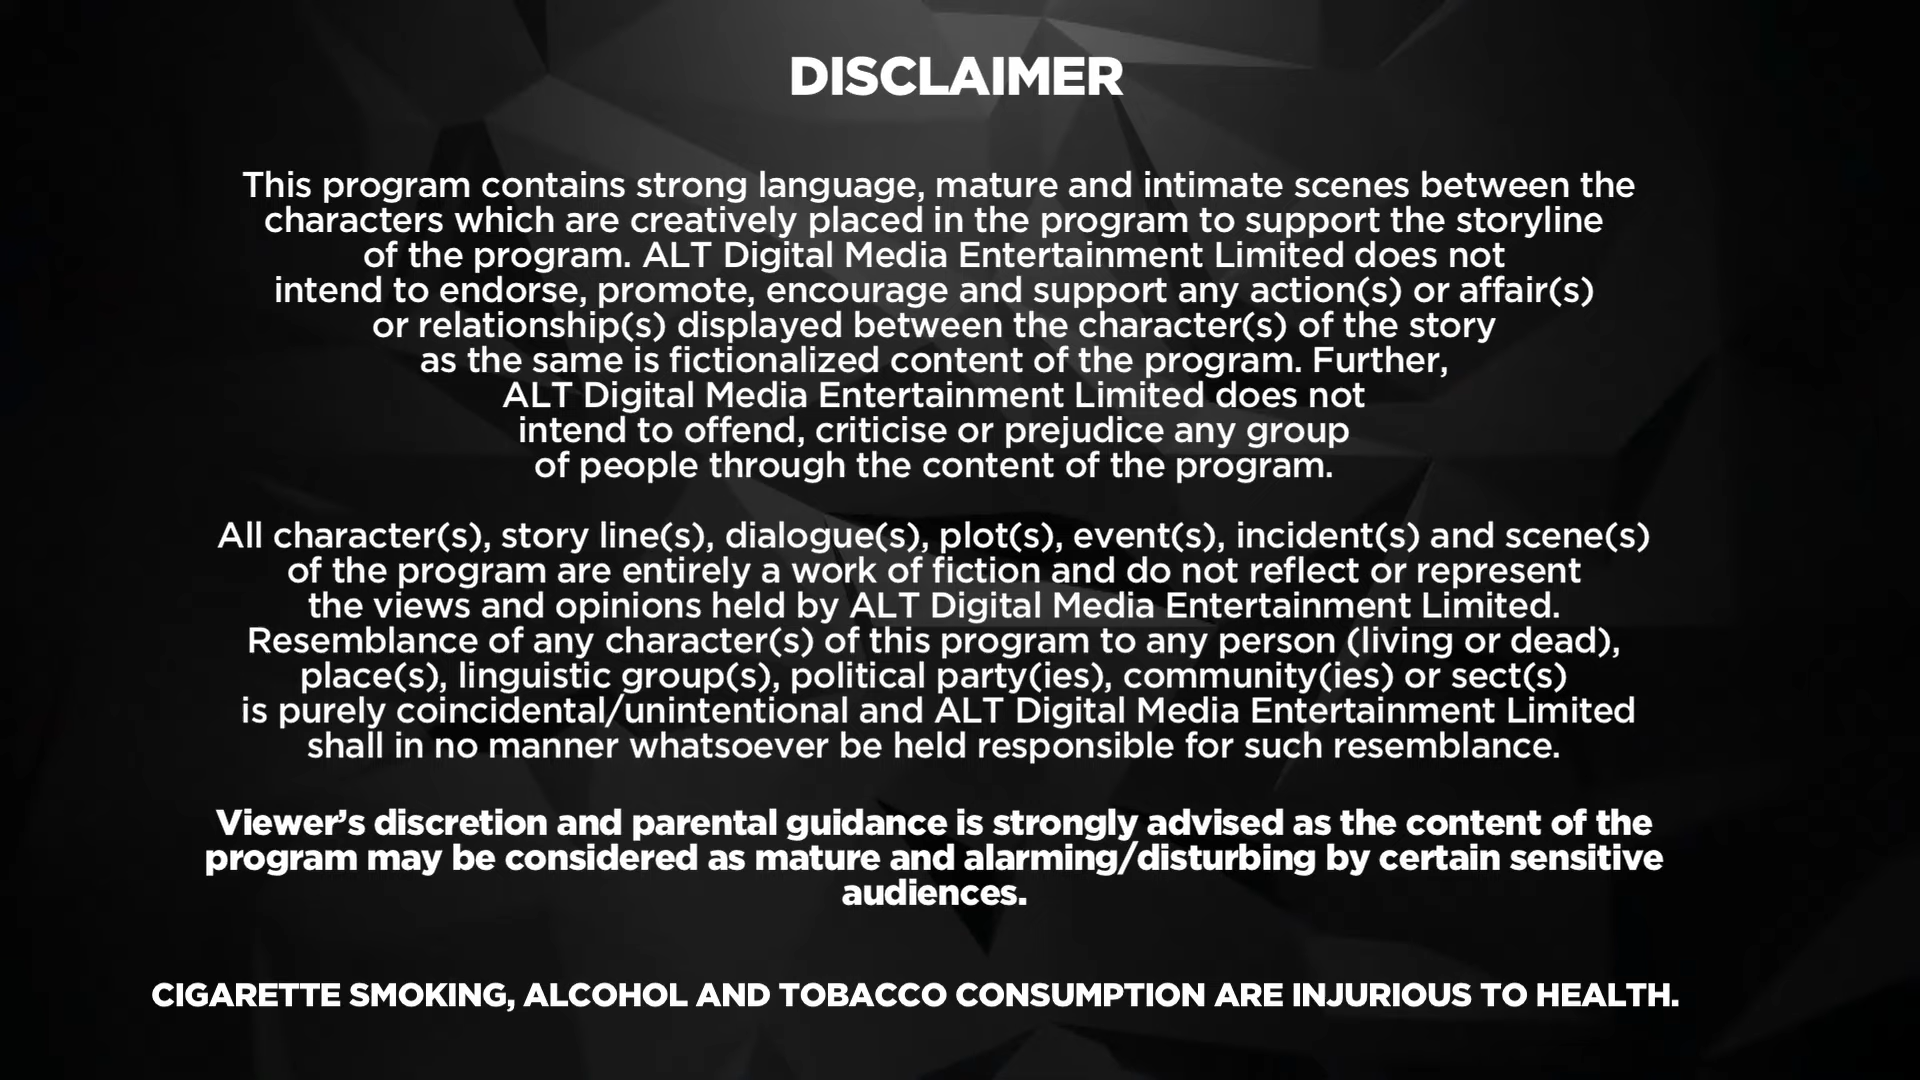 DISCLAIMER
This program contains strong language, mature and intimate scenes between the
characters which are creatively placed in the program to support the storyline
of the program. ALT Digital Media Entertainment Limited does not
intend to endorse, promote, encourage and support any action(s) or affair(s)
or relationship(s) displayed between the character(s) of the story
as the same is fictionalized content of the program. Further,
ALT Digital Media Entertainment Limited does not
intend to offend, criticise or prejudice any group
of people through the content of the program.
All character(s), story line(s), dialogue(s), plot(s), event(s), incident(s) and scene(s)
of the program are entirely a work of fiction and do not reflect or represent
the views and opinions held by ALT Digital Media Entertainment Limited.
Resemblance of any character(s) of this program to any person (living or dead),
place(s), linguistic group(s), political party(ies), community(ies) or sect(s)
is purely coincidental/unintentional and ALT Digital Media Entertainment Limited
shall in no manner whatsoever be held responsible for such resemblance.
Viewer’s discretion and parental guidance is strongly advised as the content of the
program may be considered as mature and alarming/disturbing by certain sensitive
audiences.
CIGARETTE SMOKING, ALCOHOL AND TOBACCO CONSUMPTION ARE INJURIOUS TO HEALTH.